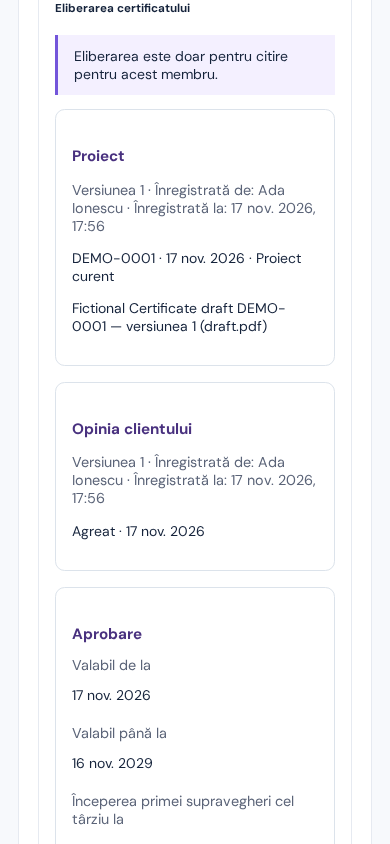 Eliberarea certificatului
Eliberarea este doar pentru citire
pentru acest membru.
Proiect
Versiunea 1 · Înregistrată de: Ada
Ionescu · Înregistrată la: 17 nov. 2026,
17:56
DEMO-0001 · 17 nov. 2026 · Proiect
curent
Fictional Certificate draft DEMO-
0001 — versiunea 1 (draft.pdf)
Opinia clientului
Versiunea 1 · Înregistrată de: Ada
Ionescu · Înregistrată la: 17 nov. 2026,
17:56
Agreat · 17 nov. 2026
Aprobare
Valabil de la
17 nov. 2026
Valabil până la
16 nov. 2029
Începerea primei supravegheri cel
târziu la